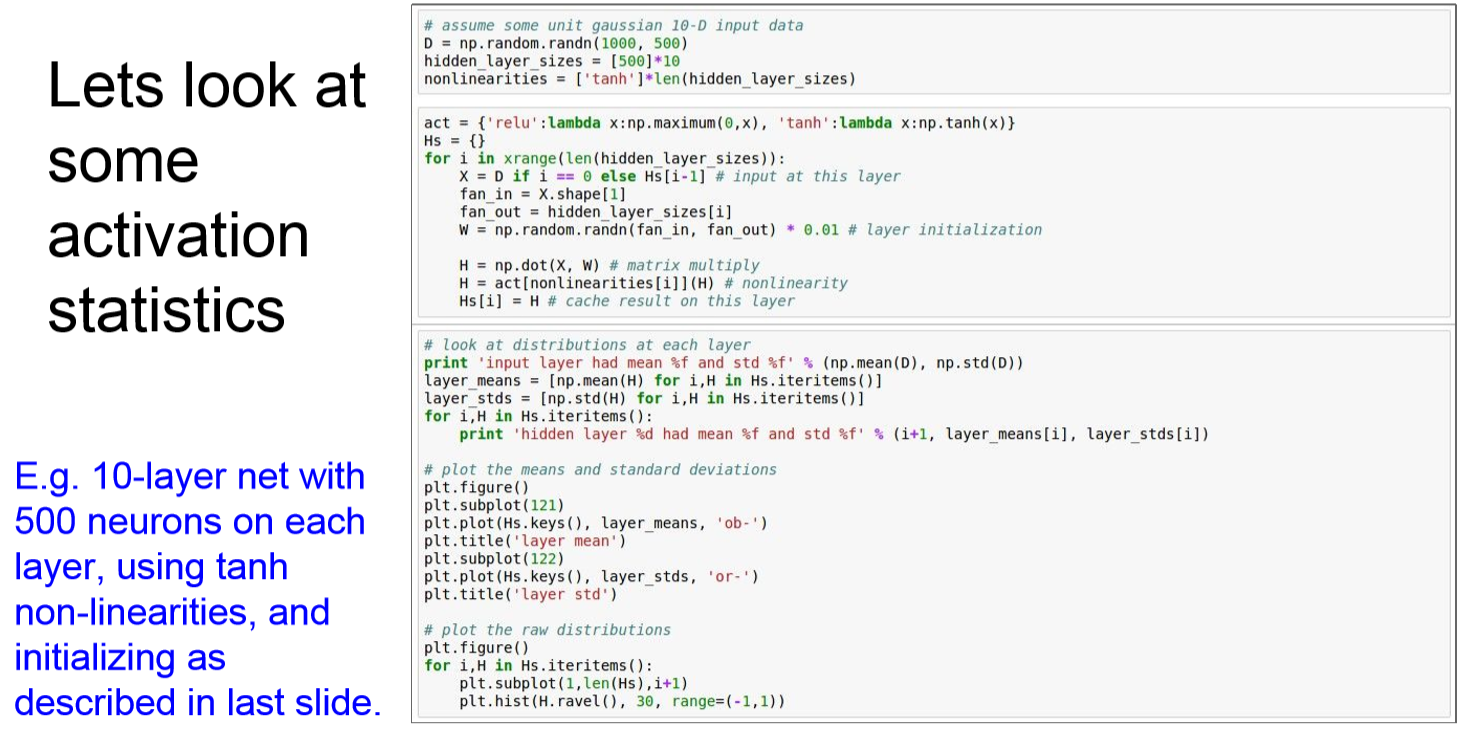 Lets look at
some
activation
statistics
E.g. 10-layer net with
500 neurons on each
layer, using tanh
non-linearities, and
initializing as
described in last slide.
# assume some unit gaussian 10-D input data
D = np.random.randn(1000, 500)
hidden_layer_sizes = [500]*10
nonlinearities = ['tanh']*len(hidden_layer_sizes)
act = {'relu':lambda x:np.maximum(0,x), 'tanh':lambda x:np.tanh(x)}
Hs = {}
for i in xrange(len(hidden_layer_sizes)):
    X = D if i == 0 else Hs[i-1] # input at this layer
    fan_in = X.shape[1]
    fan_out = hidden_layer_sizes[i]
    W = np.random.randn(fan_in, fan_out) * 0.01 # layer initialization
    H = np.dot(X, W) # matrix multiply
    H = act[nonlinearities[i]](H) # nonlinearity
    Hs[i] = H # cache result on this layer
# look at distributions at each layer
print 'input layer had mean %f and std %f' % (np.mean(D), np.std(D))
layer_means = [np.mean(H) for i,H in Hs.iteritems()]
layer_stds = [np.std(H) for i,H in Hs.iteritems()]
for i,H in Hs.iteritems():
    print 'hidden layer %d had mean %f and std %f' % (i+1, layer_means[i], layer_stds[i])
# plot the means and standard deviations
plt.figure()
plt.subplot(121)
plt.plot(Hs.keys(), layer_means, 'ob-')
plt.title('layer mean')
plt.subplot(122)
plt.plot(Hs.keys(), layer_stds, 'or-')
plt.title('layer std')
# plot the raw distributions
plt.figure()
for i,H in Hs.iteritems():
    plt.subplot(1,len(Hs),i+1)
    plt.hist(H.ravel(), 30, range=(-1,1))